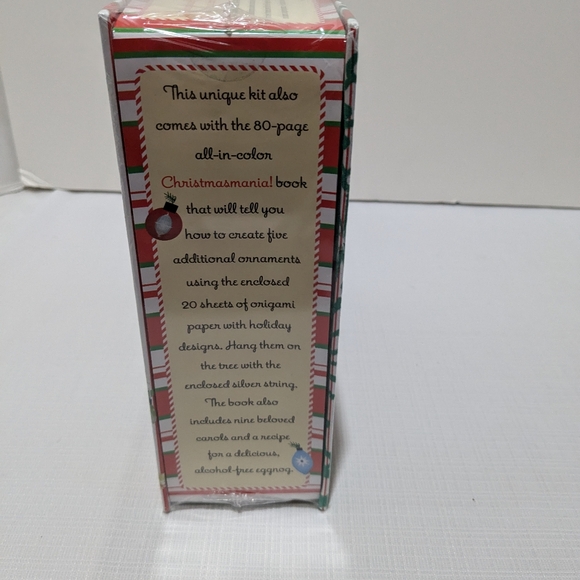 This unique kit also
comes with the 80-page
all-in-color
Christmasmania! book
that will tell you
how to create five
additional ornaments
using the enclosed
20 sheets of origami
paper with holiday
designs. Hang them on
the tree with the
enclosed silver string.
The book also
includes nine beloved
carols and a recipe
for a delicious,
alcohol-free eggnog.